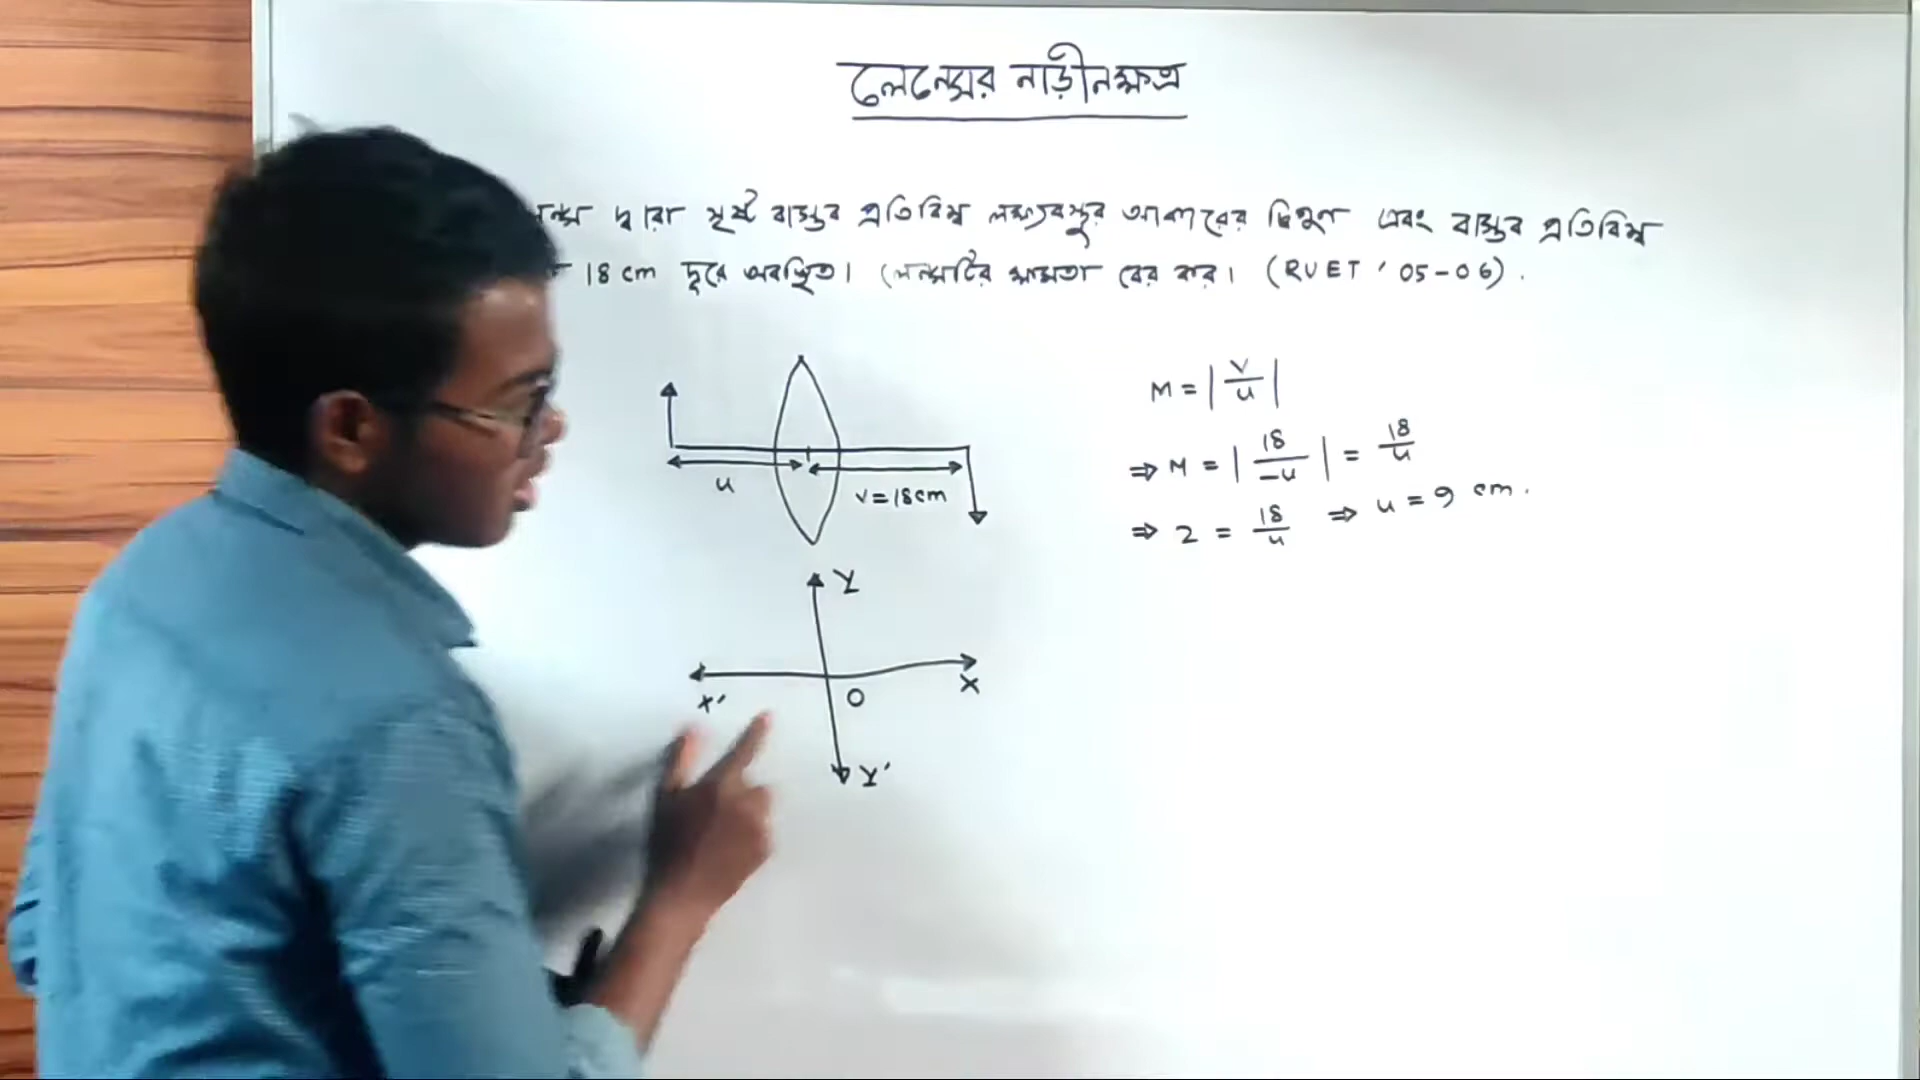 লেন্সের নাড়ীনক্ষত্র
দ্বারা সৃষ্ট বাস্তব প্রতিবিম্ব লক্ষ্যবস্তুর আকারের দ্বিগুণ এবং বাস্তব প্রতিবিম্ব
18 cm দূরে অবস্থিত। লেন্সটির ক্ষমতা বের কর। (RUET '05-06).
M = |v/u|
⇒ M = |18/-u| = 18/u
⇒ 2 = 18/u ⇒ u = 9 cm.
u
v=18cm
Y
X'
O
X
Y'